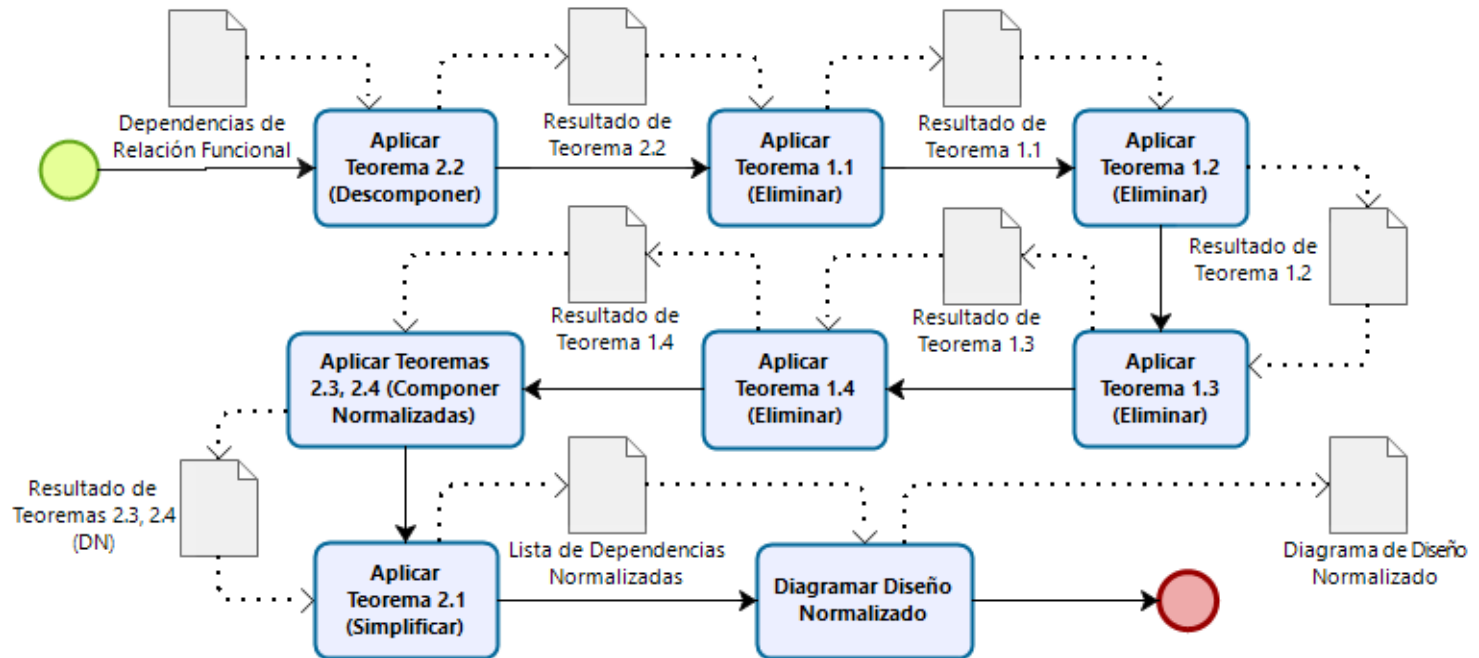 Dependencias de
Relación Funcional
Aplicar
Teorema 2.2
(Descomponer)
Resultado de
Teorema 2.2
Aplicar
Teorema 1.1
(Eliminar)
Resultado de
Teorema 1.1
Aplicar
Teorema 1.2
(Eliminar)
Resultado de
Teorema 1.2
Aplicar
Teorema 1.3
(Eliminar)
Resultado de
Teorema 1.3
Aplicar
Teorema 1.4
(Eliminar)
Resultado de
Teorema 1.4
Aplicar Teoremas
2.3, 2.4 (Componer
Normalizadas)
Resultado de
Teoremas 2.3, 2.4
(DN)
Aplicar
Teorema 2.1
(Simplificar)
Lista de Dependencias
Normalizadas
Diagramar Diseño
Normalizado
Diagrama de Diseño
Normalizado